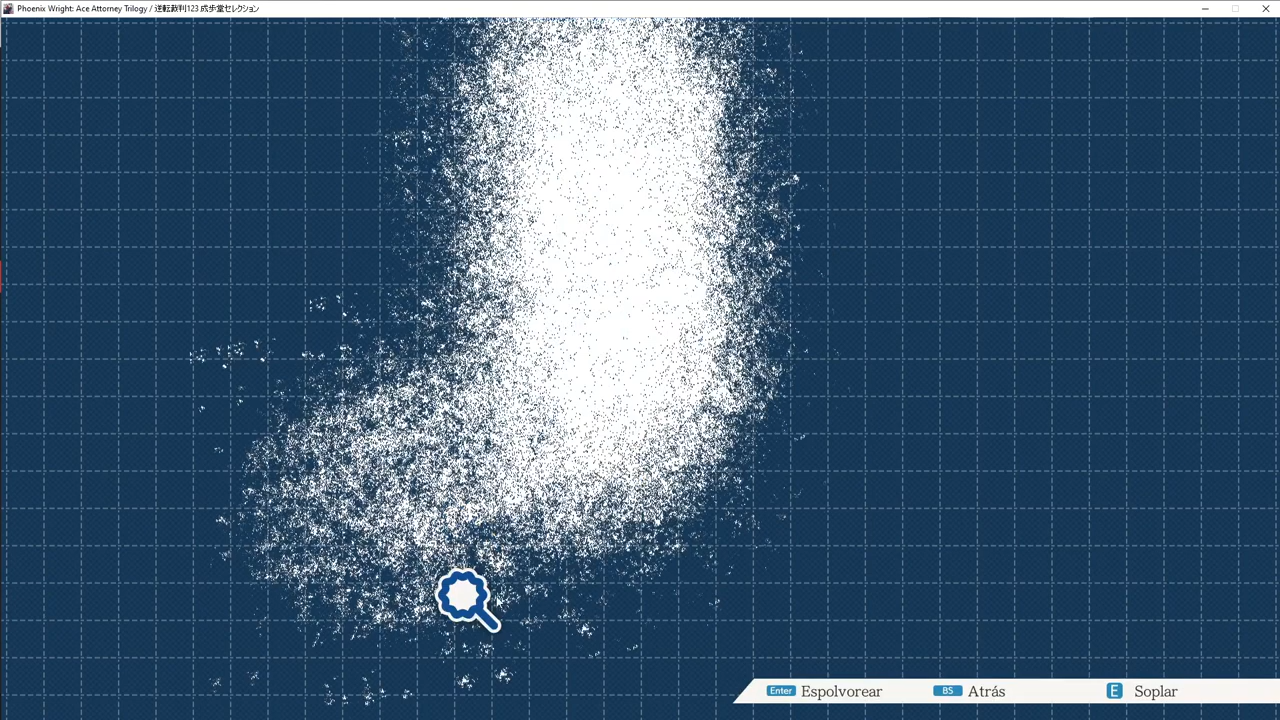 Phoenix Wright: Ace Attorney Trilogy / 逆転裁判123 成歩堂セレクション
Enter Espolvorear BS Atrás E Soplar